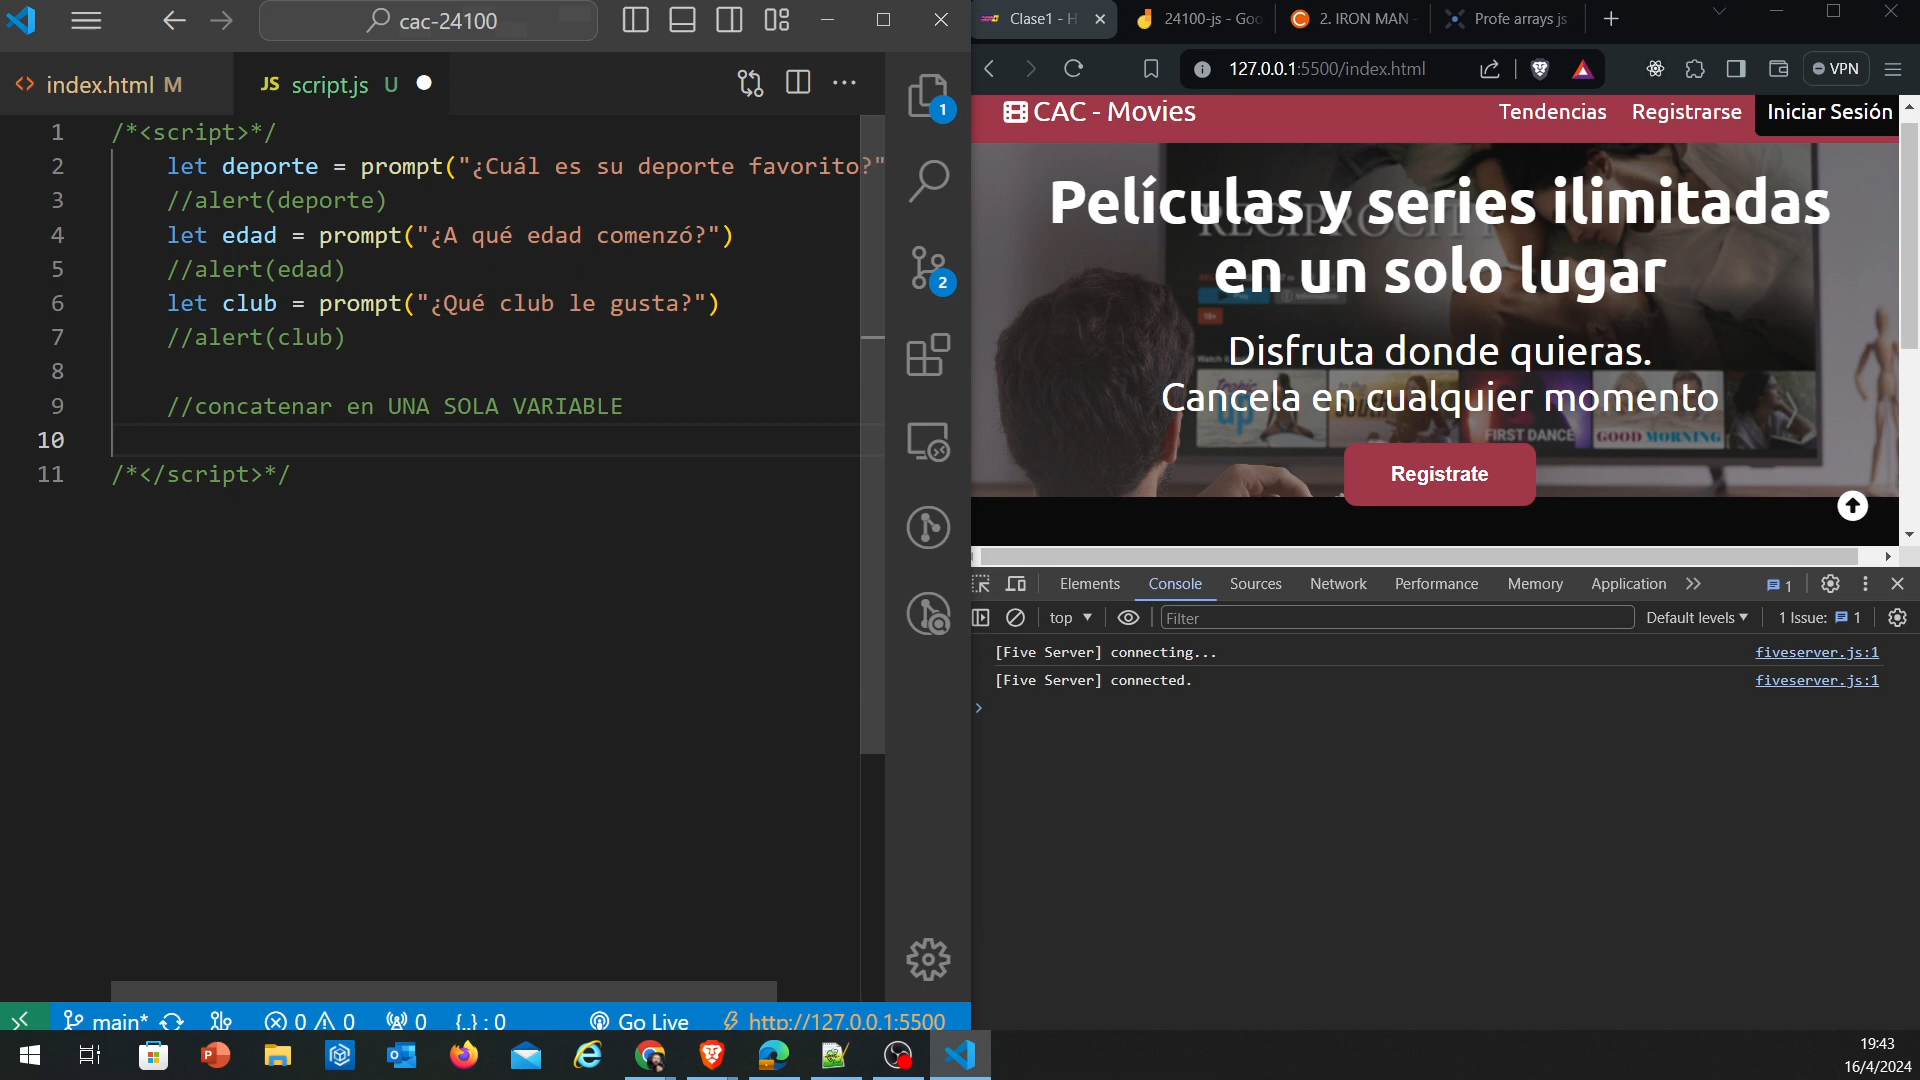 cac-24100
index.html M
JS script.js U
1 /*<script>*/
2 let deporte = prompt("¿Cuál es su deporte favorito?"
3 //alert(deporte)
4 let edad = prompt("¿A qué edad comenzó?")
5 //alert(edad)
6 let club = prompt("¿Qué club le gusta?")
7 //alert(club)
8
9 //concatenar en UNA SOLA VARIABLE
10
11 /*</script>*/
1
2
main* 0 0 0 {..} : 0 Go Live http://127.0.0.1:5500
Clase1 - H
24100-js - Goo
2. IRON MAN -
Profe arrays js
127.0.0.1:5500/index.html
VPN
CAC - Movies
Tendencias Registrarse Iniciar Sesión
RECIPROCITY
Películas y series ilimitadas
en un solo lugar
Disfruta donde quieras.
Cancela en cualquier momento
up
FIRST DANCE
GOOD MORNING
Registrate
Elements Console Sources Network Performance Memory Application 1
top Filter Default levels 1 Issue: 1
[Five Server] connecting... fiveserver.js:1
[Five Server] connected. fiveserver.js:1
19:43
16/4/2024